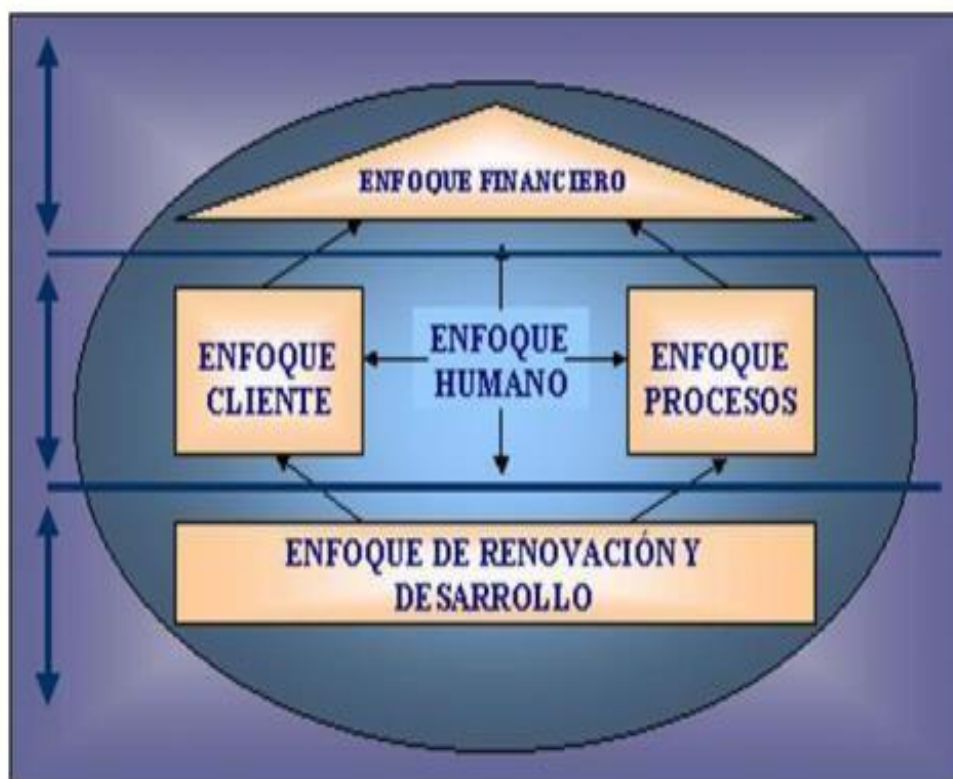 ENFOQUE FINANCIERO
ENFOQUE
CLIENTE
ENFOQUE
HUMANO
ENFOQUE
PROCESOS
ENFOQUE DE RENOVACIÓN Y
DESARROLLO